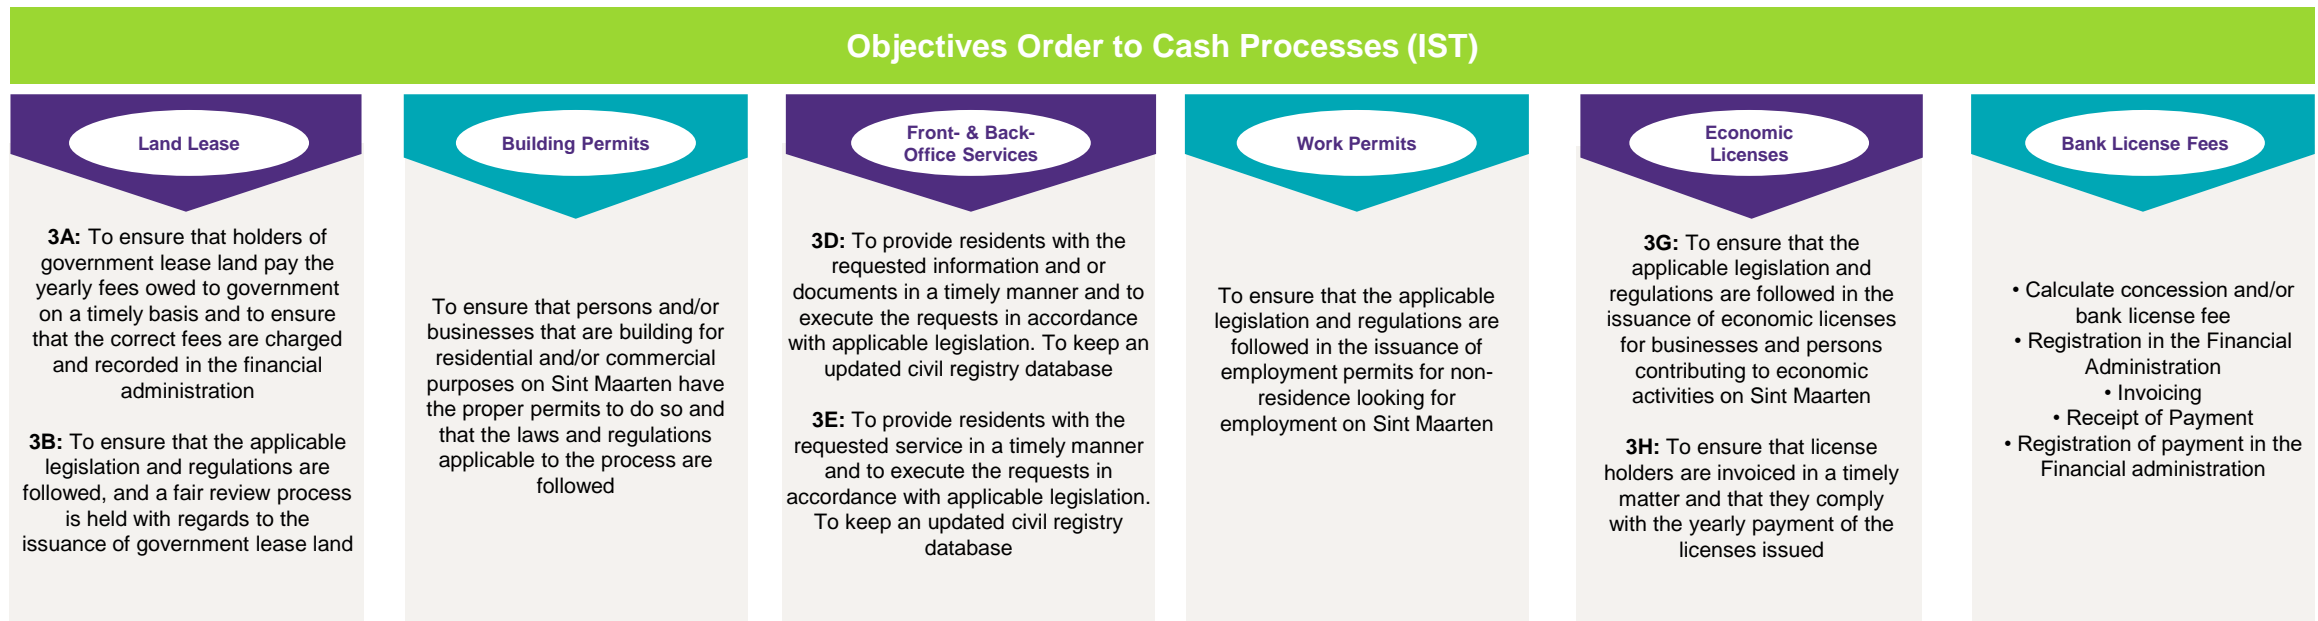 Objectives Order to Cash Processes (IST)
Land Lease
3A: To ensure that holders of
government lease land pay the
yearly fees owed to government
on a timely basis and to ensure
that the correct fees are charged
and recorded in the financial
administration
3B: To ensure that the applicable
legislation and regulations are
followed, and a fair review process
is held with regards to the
issuance of government lease land
Building Permits
To ensure that persons and/or
businesses that are building for
residential and/or commercial
purposes on Sint Maarten have
the proper permits to do so and
that the laws and regulations
applicable to the process are
followed
Front- & Back-
Office Services
3D: To provide residents with the
requested information and or
documents in a timely manner and to
execute the requests in accordance
with applicable legislation. To keep an
updated civil registry database
3E: To provide residents with the
requested service in a timely manner
and to execute the requests in
accordance with applicable legislation.
To keep an updated civil registry
database
Work Permits
To ensure that the applicable
legislation and regulations are
followed in the issuance of
employment permits for non-
residence looking for
employment on Sint Maarten
Economic
Licenses
3G: To ensure that the
applicable legislation and
regulations are followed in the
issuance of economic licenses
for businesses and persons
contributing to economic
activities on Sint Maarten
3H: To ensure that license
holders are invoiced in a timely
matter and that they comply
with the yearly payment of the
licenses issued
Bank License Fees
• Calculate concession and/or
bank license fee
• Registration in the Financial
Administration
• Invoicing
• Receipt of Payment
• Registration of payment in the
Financial administration